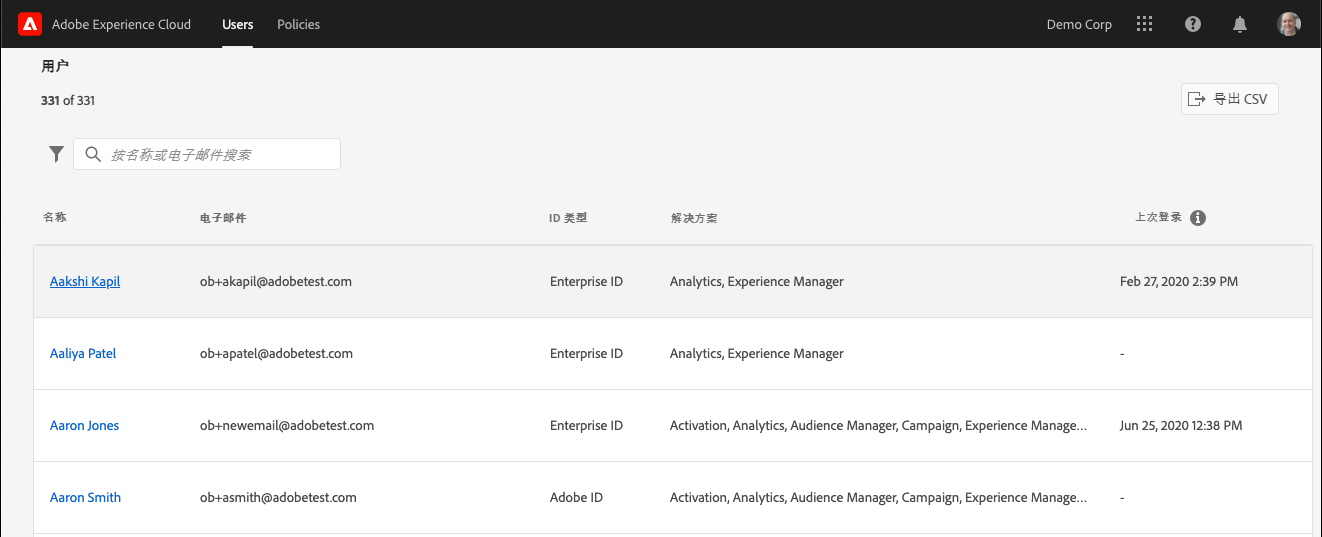 Adobe Experience Cloud Users Policies Demo Corp
用户
331 of 331
导出 CSV
按名称或电子邮件搜索
名称 电子邮件 ID 类型 解决方案 上次登录
Aakshi Kapil ob+akapil@adobetest.com Enterprise ID Analytics, Experience Manager Feb 27, 2020 2:39 PM
Aaliya Patel ob+apatel@adobetest.com Enterprise ID Analytics, Experience Manager -
Aaron Jones ob+newemail@adobetest.com Enterprise ID Activation, Analytics, Audience Manager, Campaign, Experience Manage... Jun 25, 2020 12:38 PM
Aaron Smith ob+asmith@adobetest.com Adobe ID Activation, Analytics, Audience Manager, Campaign, Experience Manage... -